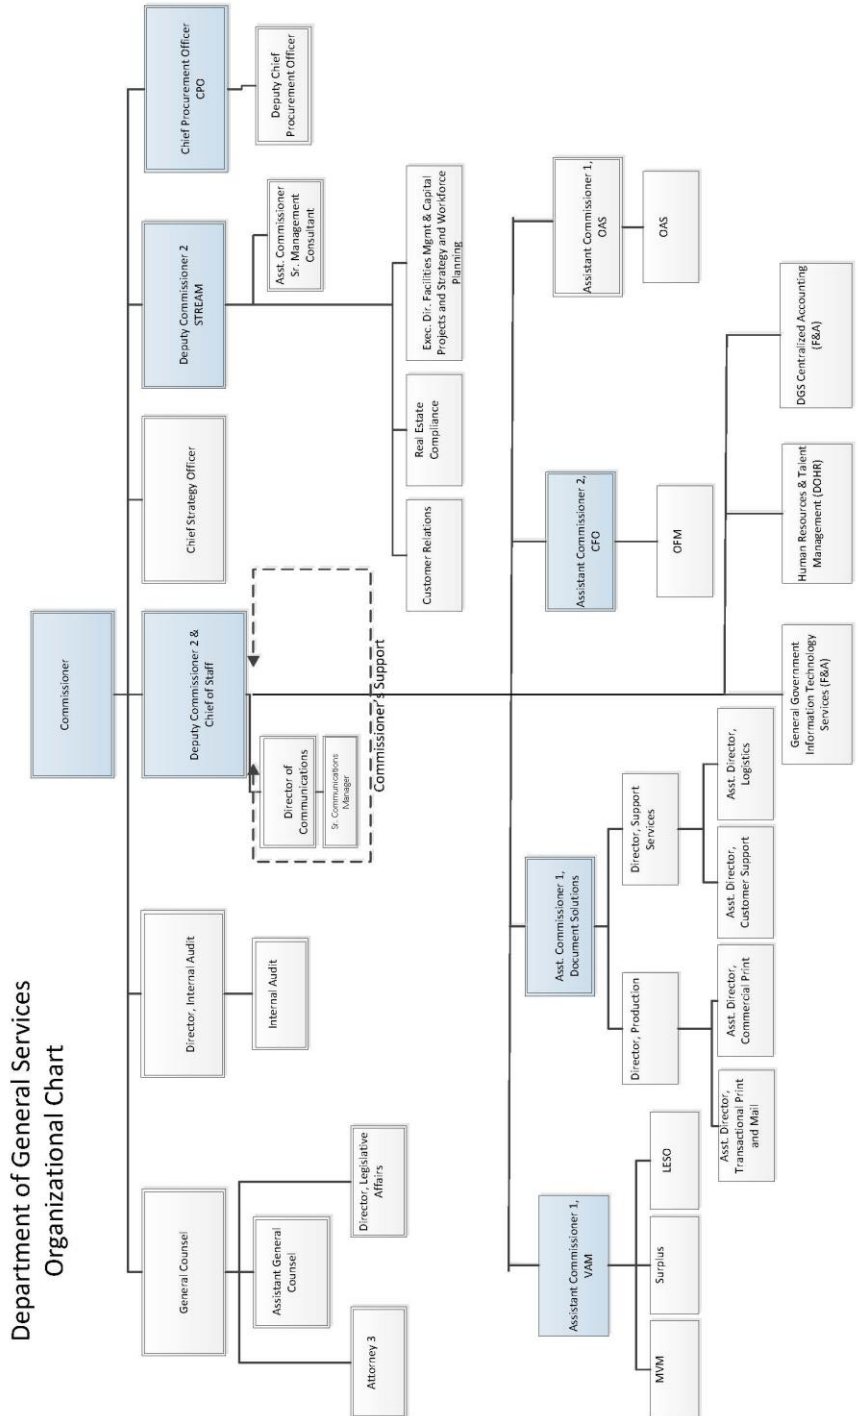 Department of General Services
Organizational Chart
Commissioner
General Counsel
Director, Internal Audit
Deputy Commissioner 2 &
Chief of Staff
Chief Strategy Officer
Deputy Commissioner 2
STREAM
Chief Procurement Officer
CPO
Attorney 3
Assistant General
Counsel
Director, Legislative
Affairs
Internal Audit
Director of
Communications
Sr. Communications
Manager
Commissioner's Support
Asst. Commissioner
Sr. Management
Consultant
Deputy Chief
Procurement Officer
Customer Relations
Real Estate
Compliance
Exec. Dir. Facilities Mgmt & Capital
Projects and Strategy and Workforce
Planning
Assistant Commissioner 1,
VAM
Asst. Commissioner 1,
Document Solutions
Assistant Commissioner 2,
CFO
Assistant Commissioner 1,
OAS
MVM
Surplus
LESO
Director, Production
Director, Support
Services
OFM
OAS
Asst. Director,
Transactional Print
and Mail
Asst. Director,
Commercial Print
Asst. Director,
Customer Support
Asst. Director,
Logistics
General Government
Information Technology
Services (F&A)
Human Resources & Talent
Management (DOHR)
DGS Centralized Accounting
(F&A)